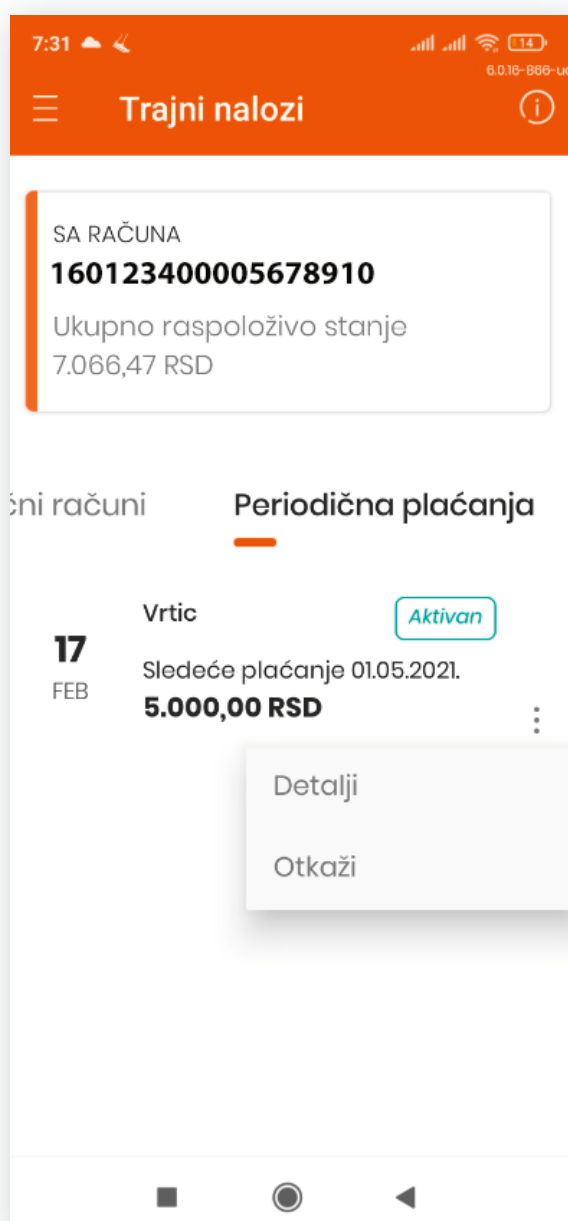 7:31
14
6.0.16-866-u
Trajni nalozi
SA RAČUNA
160123400005678910
Ukupno raspoloživo stanje
7.066,47 RSD
čni računi
Periodična plaćanja
17
FEB
Vrtic
Aktivan
Sledeće plaćanje 01.05.2021.
5.000,00 RSD
Detalji
Otkaži